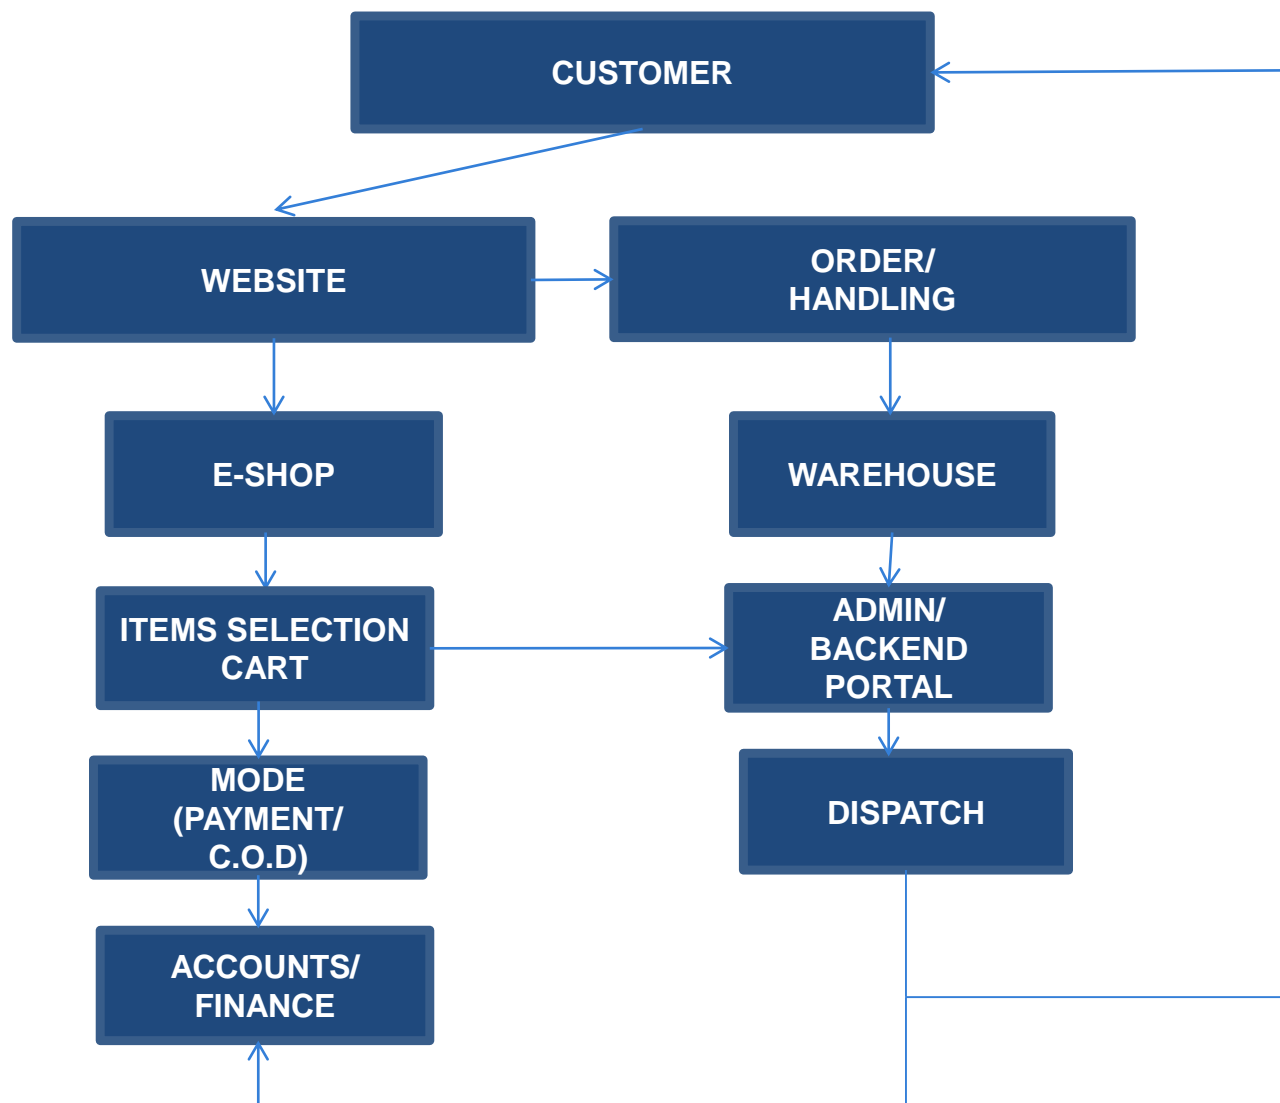 CUSTOMER
WEBSITE
ORDER/
HANDLING
E-SHOP
WAREHOUSE
ITEMS SELECTION
CART
ADMIN/
BACKEND
PORTAL
MODE
(PAYMENT/
C.O.D)
DISPATCH
ACCOUNTS/
FINANCE